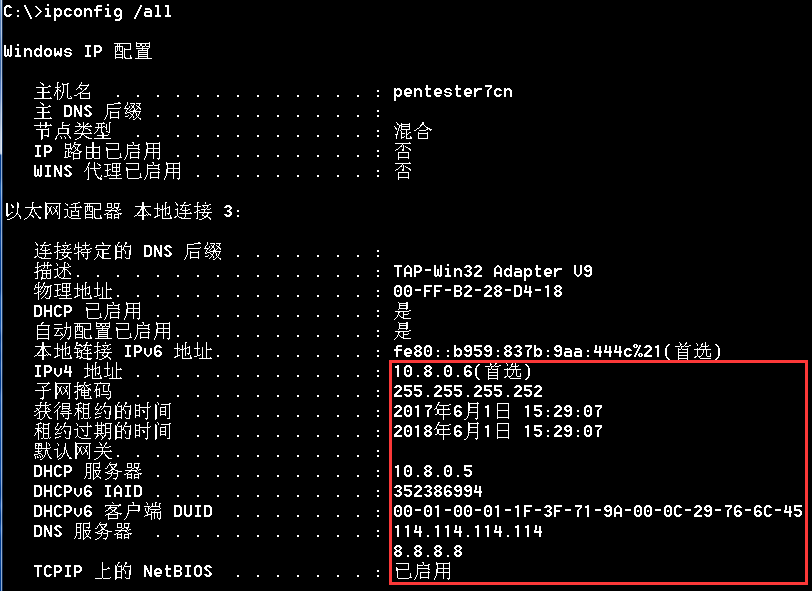 C:\>ipconfig /all
Windows IP 配置
主机名 . . . . . . . . . . . . . : pentester7cn
主 DNS 后缀 . . . . . . . . . . . :
节点类型 . . . . . . . . . . . . : 混合
IP 路由已启用 . . . . . . . . . . : 否
WINS 代理已启用 . . . . . . . . . : 否
以太网适配器 本地连接 3:
连接特定的 DNS 后缀 . . . . . . . :
描述. . . . . . . . . . . . . . . : TAP-Win32 Adapter V9
物理地址. . . . . . . . . . . . . : 00-FF-B2-28-D4-18
DHCP 已启用 . . . . . . . . . . . : 是
自动配置已启用. . . . . . . . . . : 是
本地链接 IPv6 地址. . . . . . . . : fe80::b959:837b:9aa:444c%21(首选)
IPv4 地址 . . . . . . . . . . . . : 10.8.0.6(首选)
子网掩码 . . . . . . . . . . . . : 255.255.255.252
获得租约的时间 . . . . . . . . . : 2017年6月1日 15:29:07
租约过期的时间 . . . . . . . . . : 2018年6月1日 15:29:07
默认网关. . . . . . . . . . . . . :
DHCP 服务器 . . . . . . . . . . . : 10.8.0.5
DHCPv6 IAID . . . . . . . . . . . : 352386994
DHCPv6 客户端 DUID . . . . . . . : 00-01-00-01-1F-3F-71-9A-00-0C-29-76-6C-45
DNS 服务器 . . . . . . . . . . . : 114.114.114.114
8.8.8.8
TCPIP 上的 NetBIOS . . . . . . . : 已启用